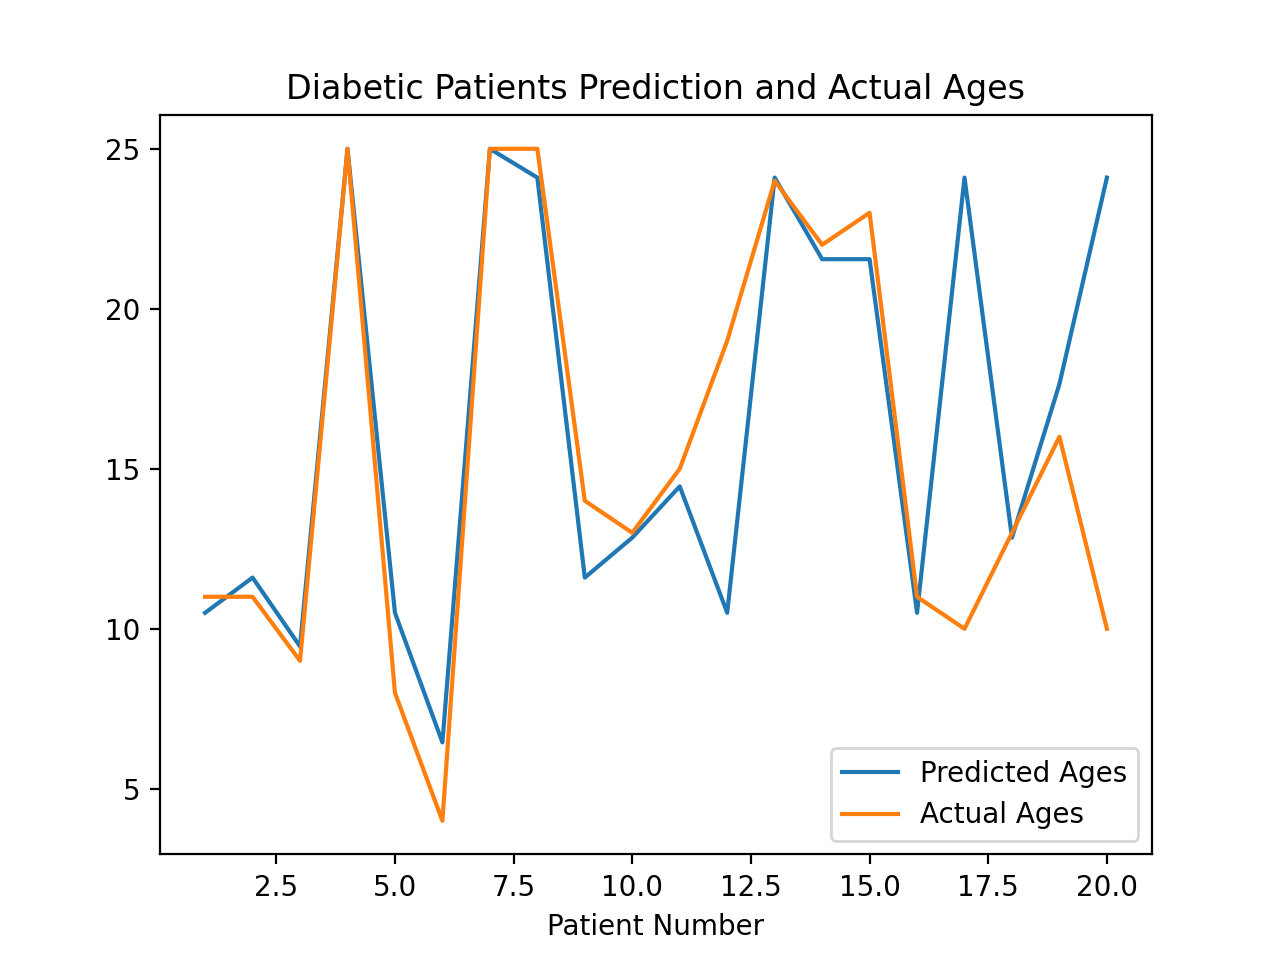 Diabetic Patients Prediction and Actual Ages
25
20
15
10
5
Predicted Ages
Actual Ages
2.5 5.0 7.5 10.0 12.5 15.0 17.5 20.0
Patient Number